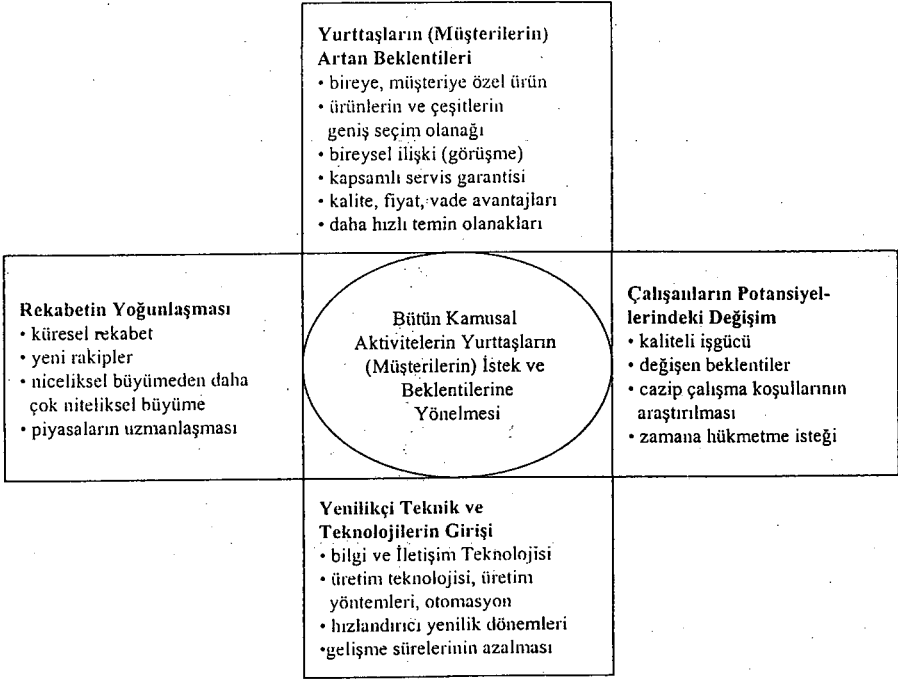 Yurttaşların (Müşterilerin)
Artan Beklentileri
• bireye, müşteriye özel ürün
• ürünlerin ve çeşitlerin
geniş seçim olanağı
• bireysel ilişki (görüşme)
• kapsamlı servis garantisi
• kalite, fiyat, vade avantajları
• daha hızlı temin olanakları
Rekabetin Yoğunlaşması
• küresel rekabet
• yeni rakipler
• niceliksel büyümeden daha
çok niteliksel büyüme
• piyasaların uzmanlaşması
Bütün Kamusal
Aktivitelerin Yurttaşların
(Müşterilerin) İstek ve
Beklentilerine
Yönelmesi
Çalışanların Potansiyel-
lerindeki Değişim
• kaliteli işgücü
• değişen beklentiler
• cazip çalışma koşullarının
araştırılması
• zamana hükmetme isteği
Yenilikçi Teknik ve
Teknolojilerin Girişi
• bilgi ve İletişim Teknolojisi
• üretim teknolojisi, üretim
yöntemleri, otomasyon
• hızlandırıcı yenilik dönemleri
•gelişme sürelerinin azalması